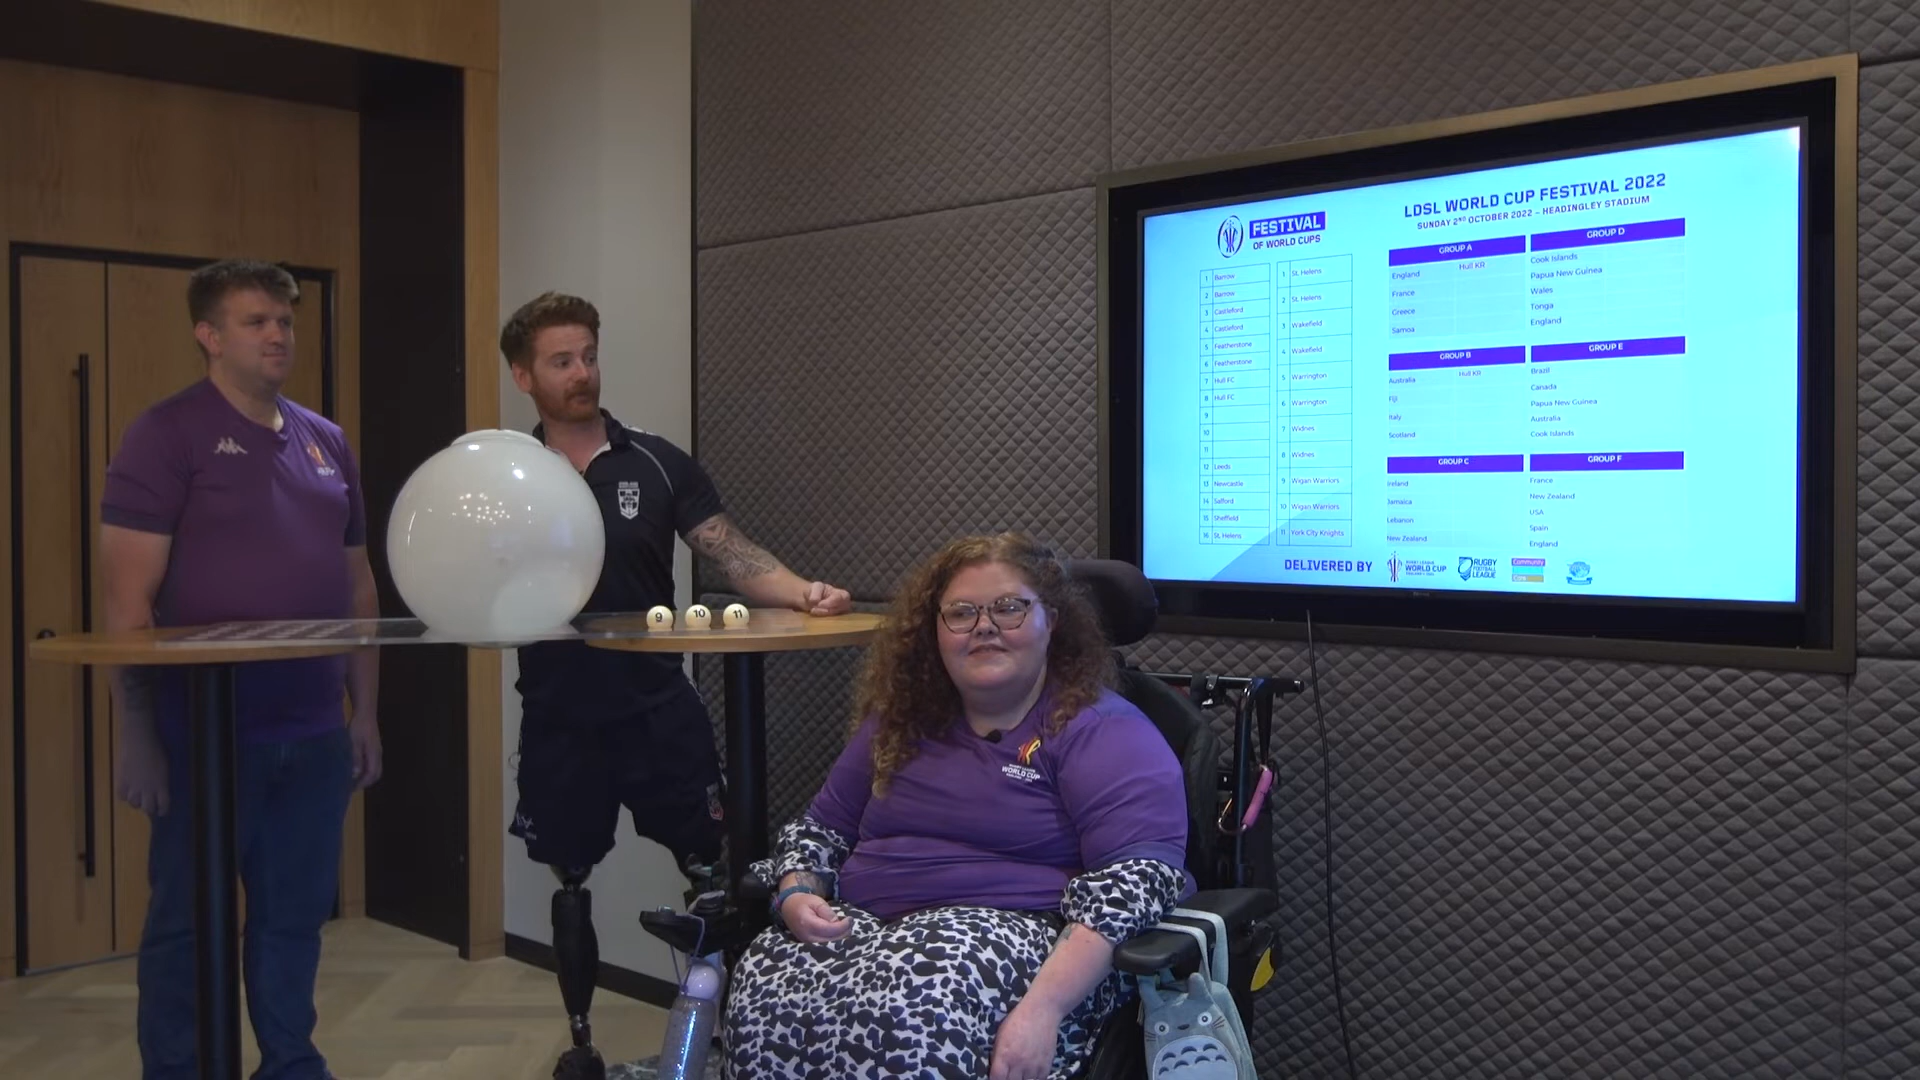 FESTIVAL
OF WORLD CUPS
LDSL WORLD CUP FESTIVAL 2022
SUNDAY 2ND OCTOBER 2022 – HEADINGLEY STADIUM
1 Barrow
2 Barrow
3 Castleford
4 Castleford
5 Featherstone
6 Featherstone
7 Hull FC
8 Hull FC
9
10
11
12 Leeds
13 Newcastle
14 Salford
15 Sheffield
16 St. Helens
1 St. Helens
2 St. Helens
3 Wakefield
4 Wakefield
5 Warrington
6 Warrington
7 Widnes
8 Widnes
9 Wigan Warriors
10 Wigan Warriors
11 York City Knights
GROUP A
England Hull KR
France
Greece
Samoa
GROUP B
Australia Hull KR
Fiji
Italy
Scotland
GROUP C
Ireland
Jamaica
Lebanon
New Zealand
GROUP D
Cook Islands
Papua New Guinea
Wales
Tonga
England
GROUP E
Brazil
Canada
Papua New Guinea
Australia
Cook Islands
GROUP F
France
New Zealand
USA
Spain
England
DELIVERED BY
RUGBY LEAGUE
WORLD CUP
RUGBY
FOOTBALL
LEAGUE
Community
Care
9 10 11
WORLD CUP